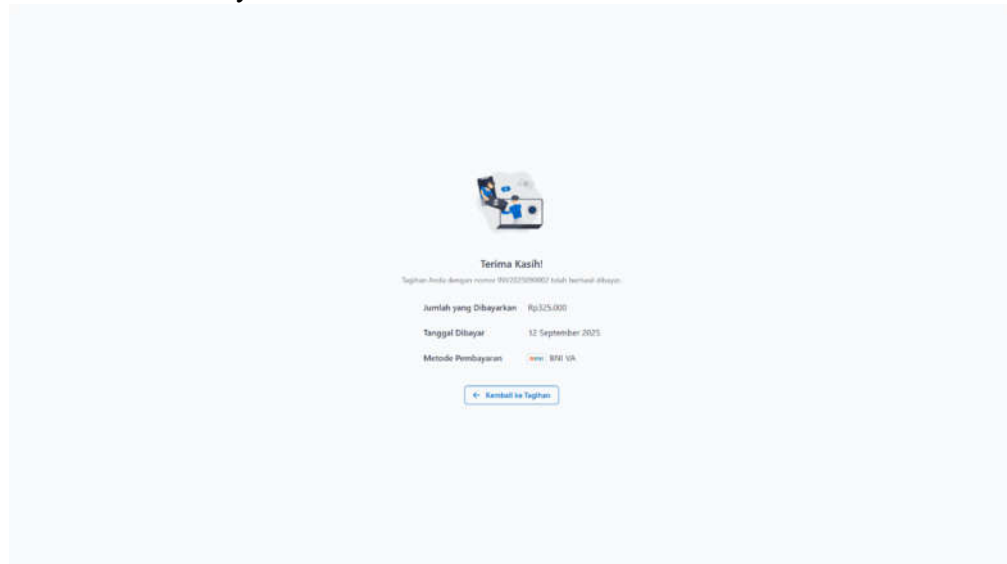 Terima Kasih!
Tagihan Anda dengan nomor telah berhasil dibayar.
Jumlah yang Dibayarkan Rp325.000
Tanggal Dibayar 12 September 2025
Metode Pembayaran BNI VA
← Kembali ke Tagihan